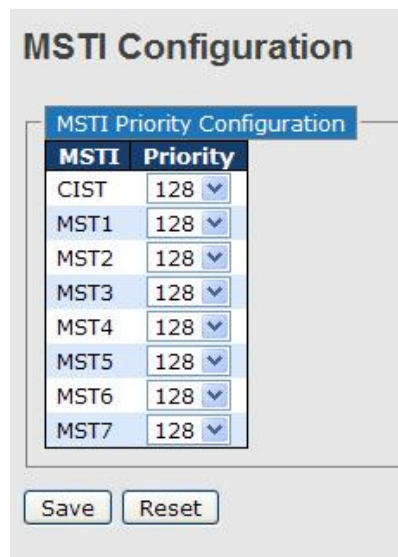 MSTI Configuration
MSTI Priority Configuration
MSTI Priority
CIST 128
MST1 128
MST2 128
MST3 128
MST4 128
MST5 128
MST6 128
MST7 128
Save Reset